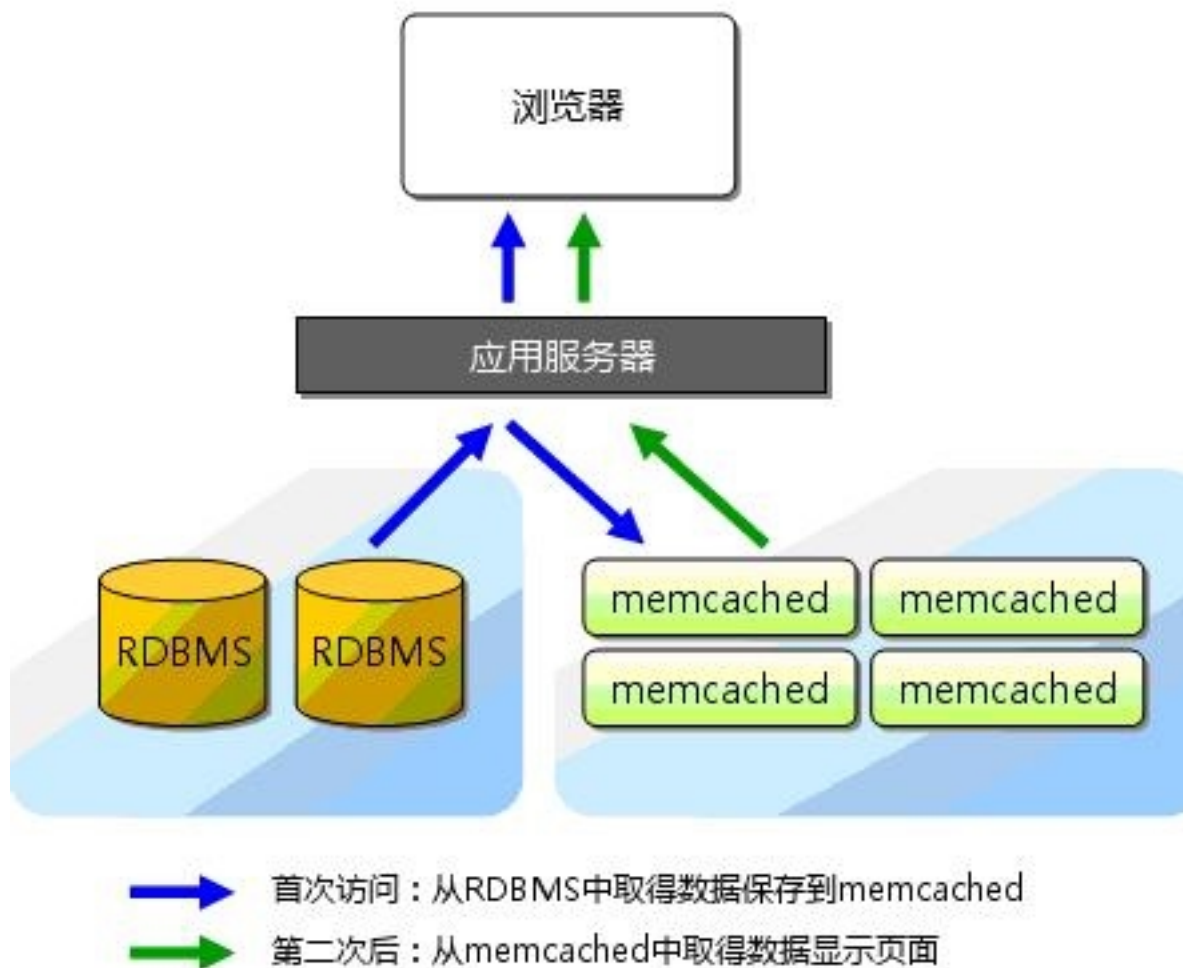 浏览器
应用服务器
RDBMS RDBMS
memcached memcached
memcached memcached
首次访问：从RDBMS中取得数据保存到memcached
第二次后：从memcached中取得数据显示页面